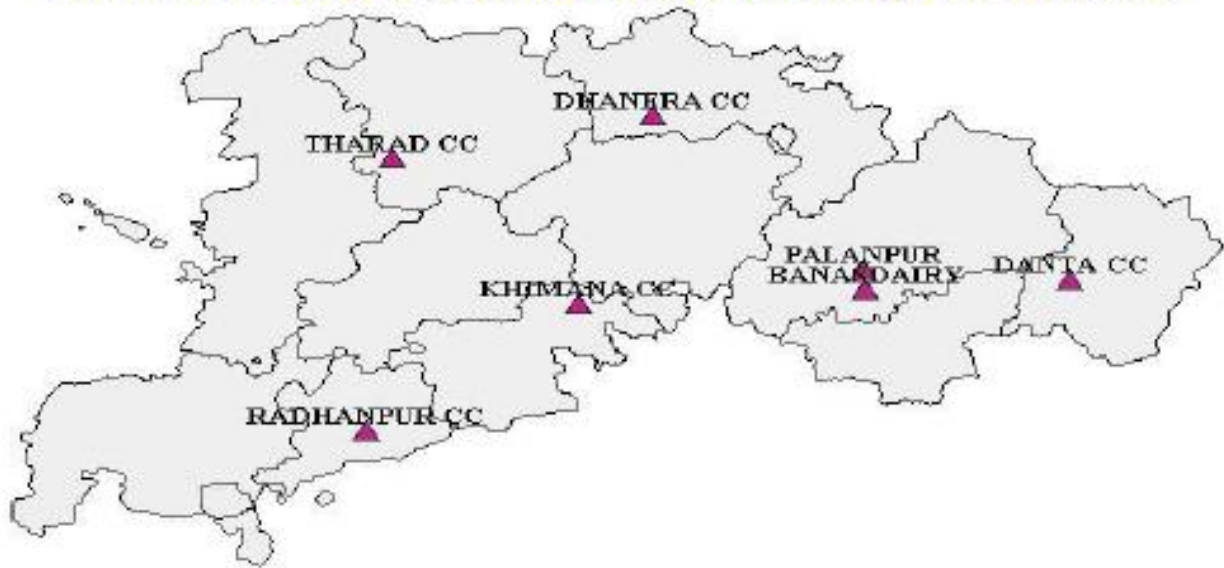 DHANERA CC
THARAD CC
PALANPUR
BANASDAIRY
DANTA CC
KHIMANA CC
RADHANPUR CC